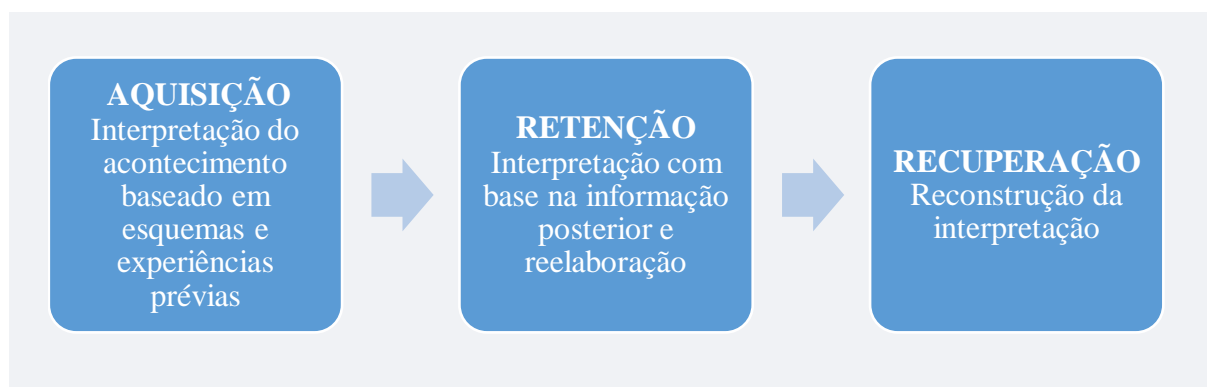 AQUISIÇÃO
Interpretação do
acontecimento
baseado em
esquemas e
experiências
prévias
RETENÇÃO
Interpretação com
base na informação
posterior e
reelaboração
RECUPERAÇÃO
Reconstrução da
interpretação